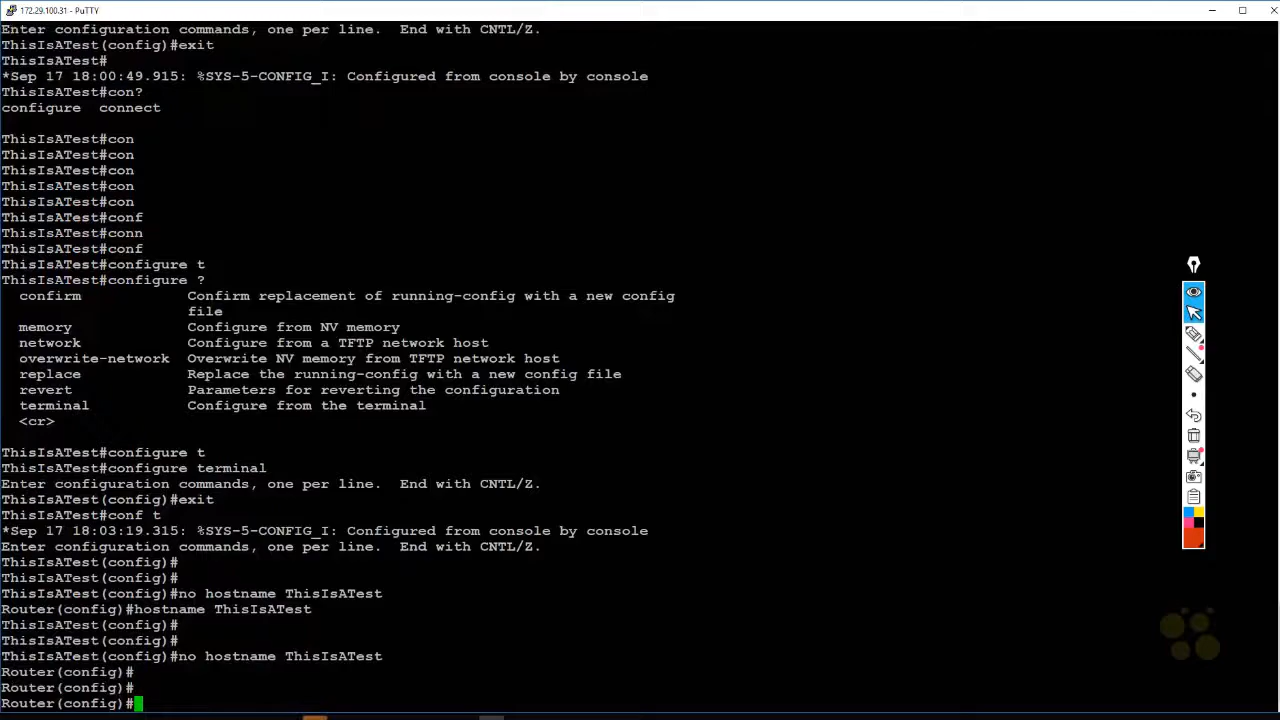 172.29.100.31 - PuTTY
Enter configuration commands, one per line.  End with CNTL/Z.
ThisIsATest(config)#exit
ThisIsATest#
*Sep 17 18:00:49.915: %SYS-5-CONFIG_I: Configured from console by console
ThisIsATest#con?
configure  connect
ThisIsATest#con
ThisIsATest#con
ThisIsATest#con
ThisIsATest#con
ThisIsATest#con
ThisIsATest#conf
ThisIsATest#conn
ThisIsATest#conf
ThisIsATest#configure t
ThisIsATest#configure ?
  confirm            Confirm replacement of running-config with a new config
                     file
  memory             Configure from NV memory
  network            Configure from a TFTP network host
  overwrite-network  Overwrite NV memory from TFTP network host
  replace            Replace the running-config with a new config file
  revert             Parameters for reverting the configuration
  terminal           Configure from the terminal
  <cr>
ThisIsATest#configure t
ThisIsATest#configure terminal
Enter configuration commands, one per line.  End with CNTL/Z.
ThisIsATest(config)#exit
ThisIsATest#conf t
*Sep 17 18:03:19.315: %SYS-5-CONFIG_I: Configured from console by console
Enter configuration commands, one per line.  End with CNTL/Z.
ThisIsATest(config)#
ThisIsATest(config)#
ThisIsATest(config)#no hostname ThisIsATest
Router(config)#hostname ThisIsATest
ThisIsATest(config)#
ThisIsATest(config)#
ThisIsATest(config)#no hostname ThisIsATest
Router(config)#
Router(config)#
Router(config)#